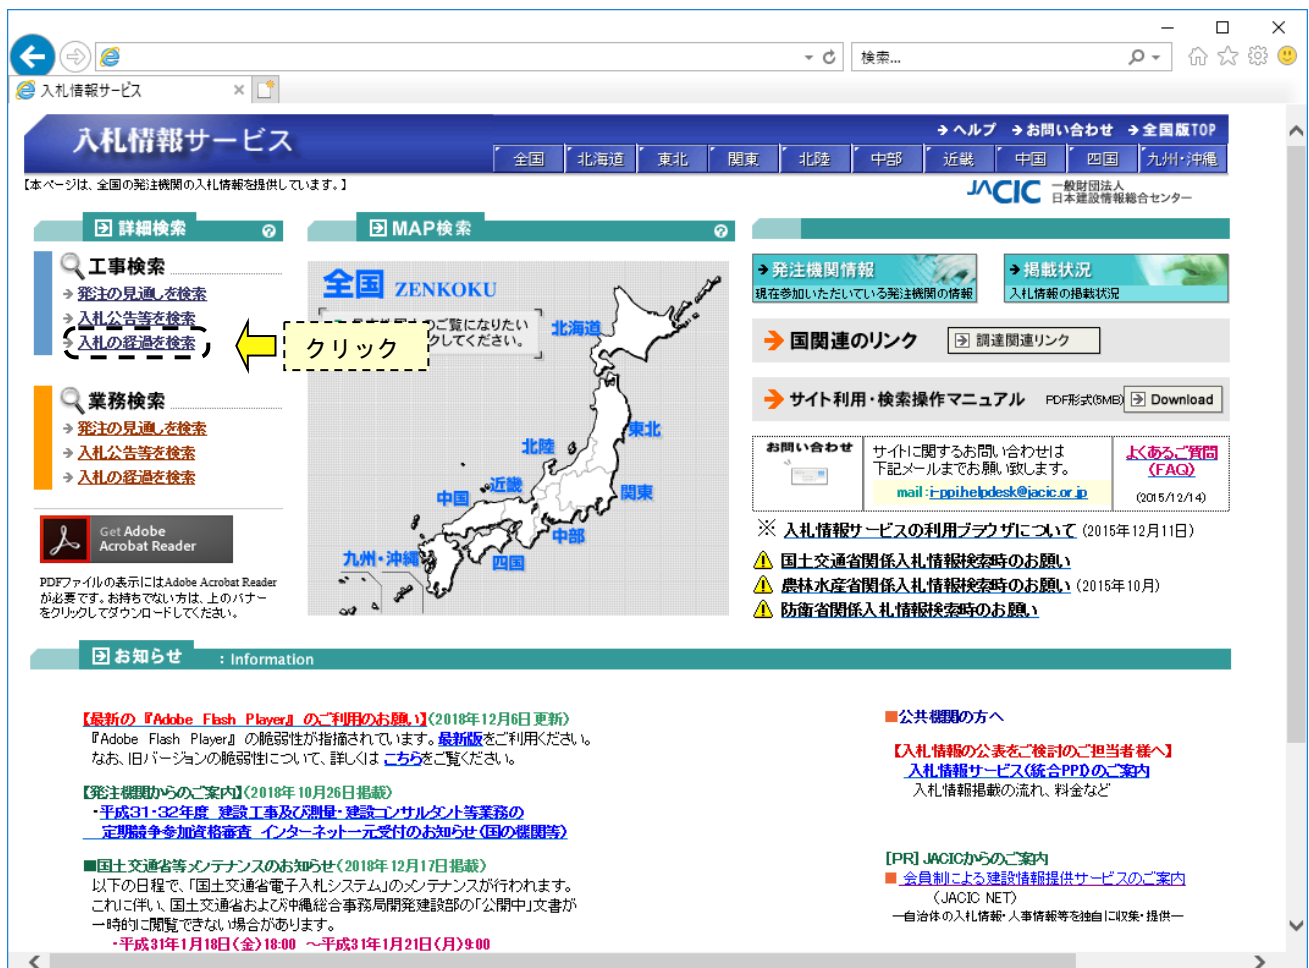 検索...
入札情報サービス
入札情報サービス
ヘルプ お問い合わせ 全国版TOP
全国 北海道 東北 関東 北陸 中部 近畿 中国 四国 九州・沖縄
【本ページは、全国の発注機関の入札情報を提供しています。】
JACIC 一般財団法人
日本建設情報総合センター
詳細検索
工事検索
発注の見通しを検索
入札公告等を検索
入札の経過を検索
クリック
業務検索
発注の見通しを検索
入札公告等を検索
入札の経過を検索
Get Adobe
Acrobat Reader
PDFファイルの表示にはAdobe Acrobat Reader
が必要です。お持ちでない方は、上のバナー
をクリックしてダウンロードしてください。
MAP検索
全国 ZENKOKU
のご覧になりたい
クしてください。
北海道
東北
北陸
関東
近畿
中国
中部
九州・沖縄
四国
発注機関情報
現在参加いただいている発注機関の情報
掲載状況
入札情報の掲載状況
国関連のリンク 調達関連リンク
サイト利用・検索操作マニュアル PDF形式(5MB) Download
お問い合わせ
サイトに関するお問い合わせは
下記メールまでお願い致します。
mail:i-ppi.helpdesk@jacic.or.jp
よくあるご質問
(FAQ)
(2015/12/14)
※ 入札情報サービスの利用ブラウザについて (2015年12月11日)
国土交通省関係入札情報検索時のお願い
農林水産省関係入札情報検索時のお願い (2015年10月)
防衛省関係入札情報検索時のお願い
お知らせ : Information
【最新の『Adobe Flash Player』のご利用のお願い】(2018年12月6日更新)
『Adobe Flash Player』の脆弱性が指摘されています。最新版をご利用ください。
なお、旧バージョンの脆弱性について、詳しくは こちらをご覧ください。
【発注機関からのご案内】(2018年10月26日掲載)
・平成31・32年度 建設工事及び測量・建設コンサルタント等業務の
定期競争参加資格審査 インターネット一元受付のお知らせ(国の機関等)
■国土交通省等メンテナンスのお知らせ(2018年12月17日掲載)
以下の日程で、「国土交通省電子入札システム」のメンテナンスが行われます。
これに伴い、国土交通省および沖縄総合事務局開発建設部の「公開中」文書が
一時的に閲覧できない場合があります。
・平成31年1月18日(金)18:00 ～平成31年1月21日(月)9:00
■公共機関の方へ
【入札情報の公表をご検討のご担当者様へ】
入札情報サービス(統合PPI)のご案内
入札情報掲載の流れ、料金など
[PR] JACICからのご案内
■ 会員制による建設情報提供サービスのご案内
(JACIC NET)
―自治体の入札情報・人事情報等を独自に収集・提供―